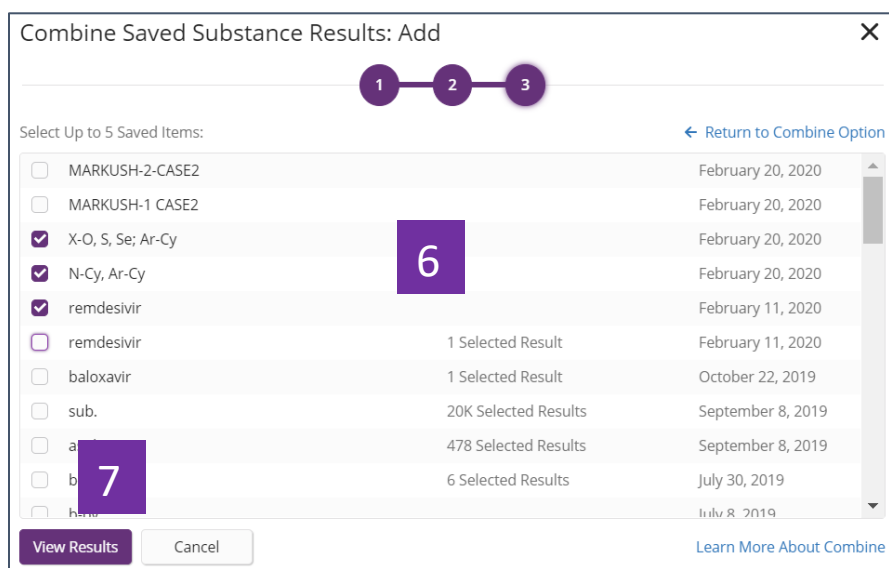 Combine Saved Substance Results: Add
1 2 3
Select Up to 5 Saved Items: ← Return to Combine Option
MARKUSH-2-CASE2 February 20, 2020
MARKUSH-1 CASE2 February 20, 2020
X-O, S, Se; Ar-Cy February 20, 2020
6
N-Cy, Ar-Cy February 20, 2020
remdesivir February 11, 2020
remdesivir 1 Selected Result February 11, 2020
baloxavir 1 Selected Result October 22, 2019
sub. 20K Selected Results September 8, 2019
478 Selected Results September 8, 2019
7
6 Selected Results July 30, 2019
July 8, 2019
View Results Cancel Learn More About Combine